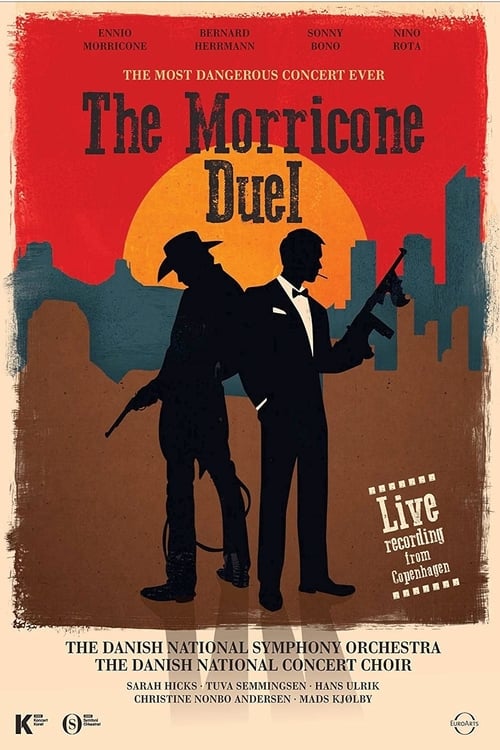 ENNIO MORRICONE
BERNARD HERRMANN
SONNY BONO
NINO ROTA
THE MOST DANGEROUS CONCERT EVER
The Morricone
Duel
Live
recording
from
Copenhagen
THE DANISH NATIONAL SYMPHONY ORCHESTRA
THE DANISH NATIONAL CONCERT CHOIR
SARAH HICKS · TUVA SEMMINGSEN · HANS ULRIK
CHRISTINE NONBO ANDERSEN · MADS KJØLBY
K
S
EUROARTS